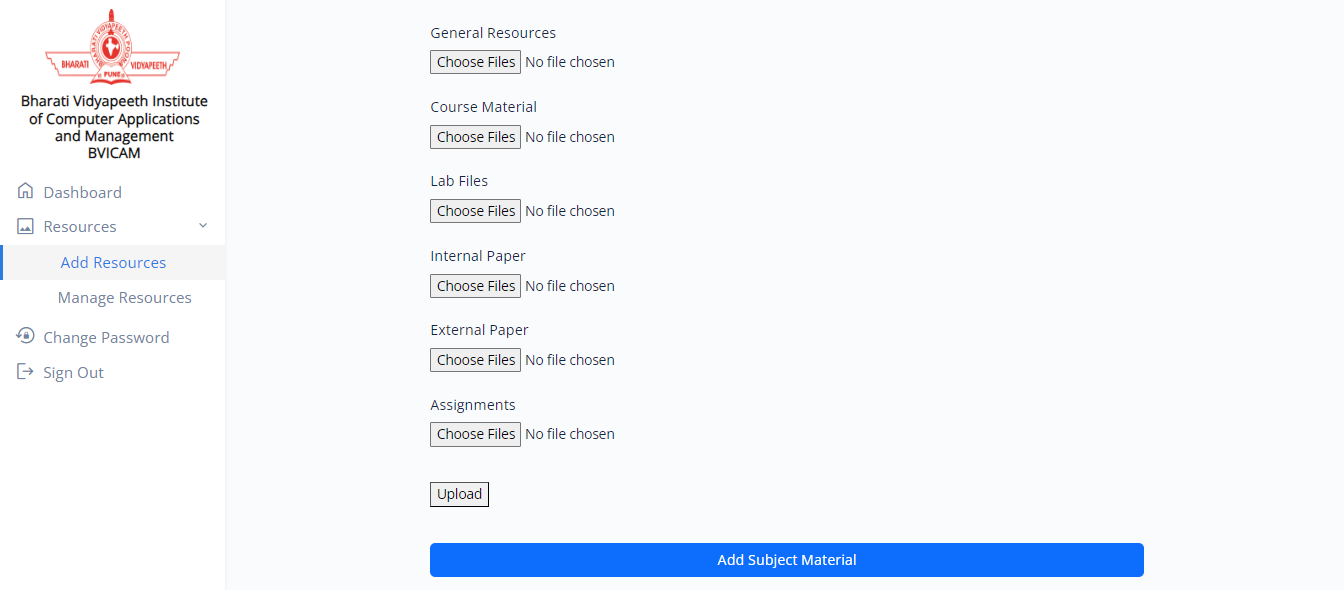 BHARATI VIDYAPEETH POONA
BHARATI
VIDYAPEETH
PUNE
Bharati Vidyapeeth Institute
of Computer Applications
and Management
BVICAM
Dashboard
Resources
Add Resources
Manage Resources
Change Password
Sign Out
General Resources
Choose Files No file chosen
Course Material
Choose Files No file chosen
Lab Files
Choose Files No file chosen
Internal Paper
Choose Files No file chosen
External Paper
Choose Files No file chosen
Assignments
Choose Files No file chosen
Upload
Add Subject Material